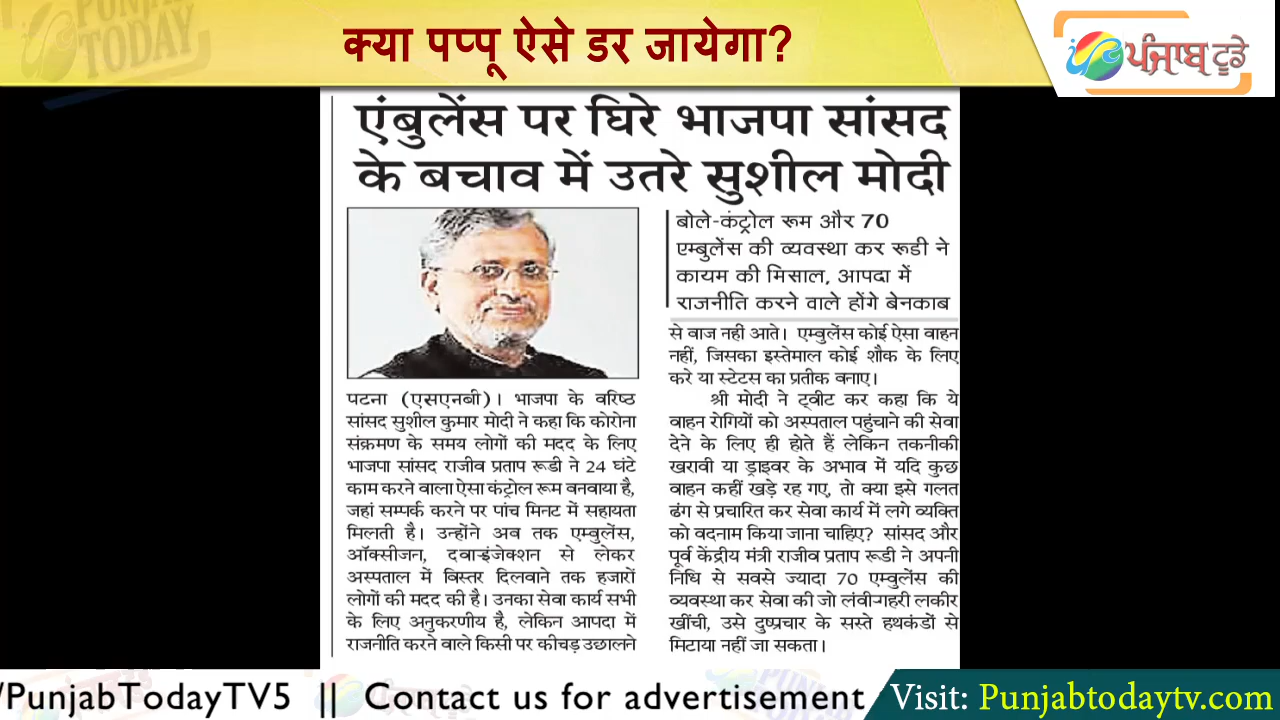 PUNJAB
TODAY
क्या पप्पू ऐसे डर जायेगा?
ਪੰਜਾਬ ਟੂਡੇ
एंबुलेंस पर घिरे भाजपा सांसद
के बचाव में उतरे सुशील मोदी
बोले-कंट्रोल रूम और 70
एम्बुलेंस की व्यवस्था कर रूडी ने
कायम की मिसाल, आपदा में
राजनीति करने वाले होंगे बेनकाब
पटना (एसएनबी)। भाजपा के वरिष्ठ
सांसद सुशील कुमार मोदी ने कहा कि कोरोना
संक्रमण के समय लोगों की मदद के लिए
भाजपा सांसद राजीव प्रताप रूडी ने 24 घंटे
काम करने वाला ऐसा कंट्रोल रूम बनवाया है,
जहां सम्पर्क करने पर पांच मिनट में सहायता
मिलती है। उन्होंने अब तक एम्बुलेंस,
ऑक्सीजन, दवा-इंजेक्शन से लेकर
अस्पताल में बिस्तर दिलवाने तक हजारों
लोगों की मदद की है। उनका सेवा कार्य सभी
के लिए अनुकरणीय है, लेकिन आपदा में
राजनीति करने वाले किसी पर कीचड़ उछालने
से बाज नहीं आते। एम्बुलेंस कोई ऐसा वाहन
नहीं, जिसका इस्तेमाल कोई शौक के लिए
करे या स्टेटस का प्रतीक बनाए।
श्री मोदी ने ट्वीट कर कहा कि ये
वाहन रोगियों को अस्पताल पहुंचाने की सेवा
देने के लिए ही होते हैं लेकिन तकनीकी
खराबी या ड्राइवर के अभाव में यदि कुछ
वाहन कहीं खड़े रह गए, तो क्या इसे गलत
ढंग से प्रचारित कर सेवा कार्य में लगे व्यक्ति
को बदनाम किया जाना चाहिए? सांसद और
पूर्व केंद्रीय मंत्री राजीव प्रताप रूडी ने अपनी
निधि से सबसे ज्यादा 70 एम्बुलेंस की
व्यवस्था कर सेवा की जो लंबी-गहरी लकीर
खींची, उसे दुष्प्रचार के सस्ते हथकंडों से
मिटाया नहीं जा सकता।
/PunjabTodayTV5 || Contact us for advertisement
Visit: Punjabtodaytv.com